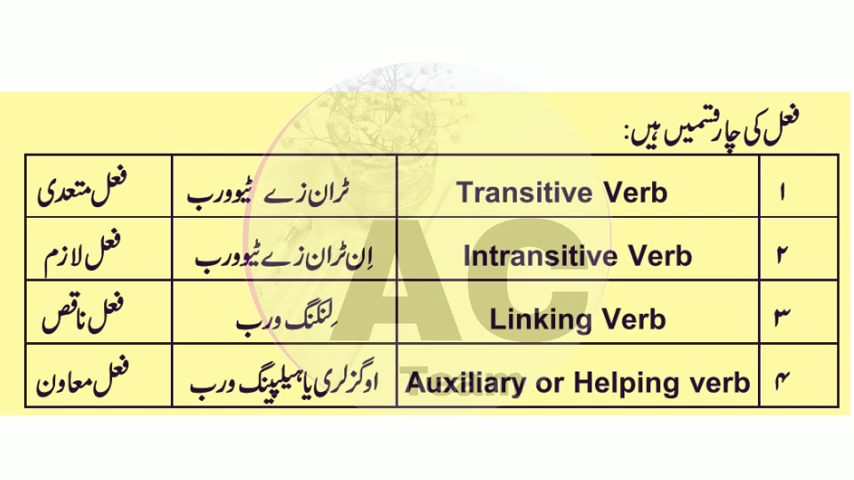 فعل کی چار قسمیں ہیں:
۱ Transitive Verb ٹران زے ٹیو ورب فعل متعدی
۲ Intransitive Verb اِن ٹران زے ٹیو ورب فعل لازم
۳ Linking Verb لِنکنگ ورب فعل ناقص
۴ Auxiliary or Helping verb اوگزلری یا ہیلپینگ ورب فعل معاون
AC
Team